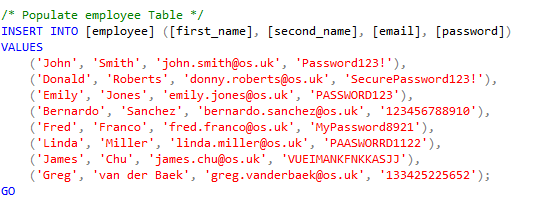 /* Populate employee Table */
INSERT INTO [employee] ([first_name], [second_name], [email], [password])
VALUES
('John', 'Smith', 'john.smith@os.uk', 'Password123!'),
('Donald', 'Roberts', 'donny.roberts@os.uk', 'SecurePassword123!'),
('Emily', 'Jones', 'emily.jones@os.uk', 'PASSWORD123'),
('Bernardo', 'Sanchez', 'bernardo.sanchez@os.uk', '123456788910'),
('Fred', 'Franco', 'fred.franco@os.uk', 'MyPassword8921'),
('Linda', 'Miller', 'linda.miller@os.uk', 'PAASWORRD1122'),
('James', 'Chu', 'james.chu@os.uk', 'VUEIMANKFNKKASJJ'),
('Greg', 'van der Baek', 'greg.vanderbaek@os.uk', '133425225652');
GO